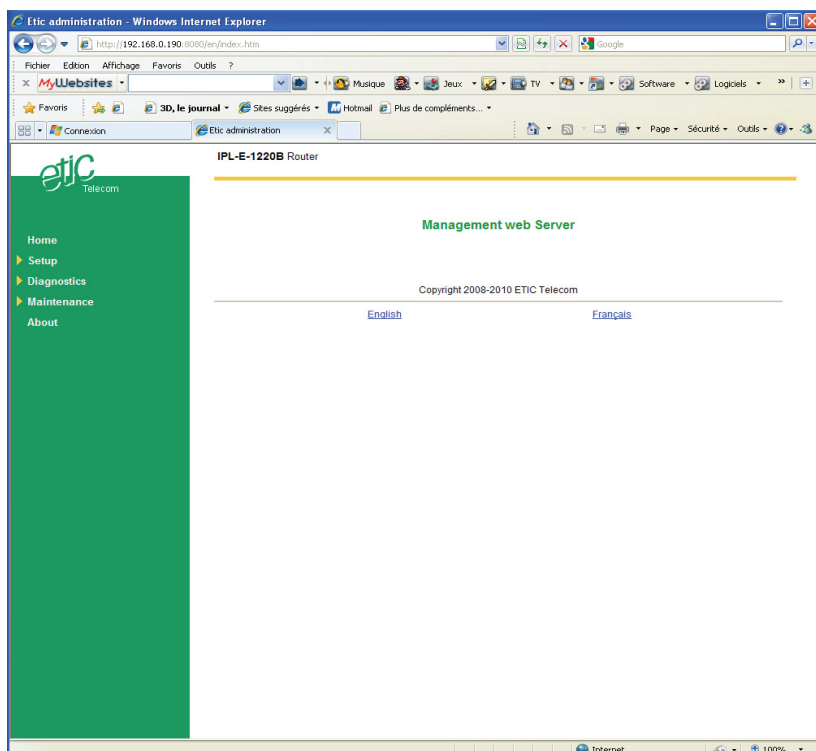 Etic administration - Windows Internet Explorer
http://192.168.0.190:8080/en/index.htm
Google
Fichier Edition Affichage Favoris Outils ?
x MyWebsites Musique Jeux TV Software Logiciels »
Favoris 3D, le journal Sites suggérés Hotmail Plus de compléments...
Connexion Etic administration X Page Sécurité Outils
etic Telecom
IPL-E-1220B Router
Home
Setup
Diagnostics
Maintenance
About
Management web Server
Copyright 2008-2010 ETIC Telecom
English Français
Internet 100%